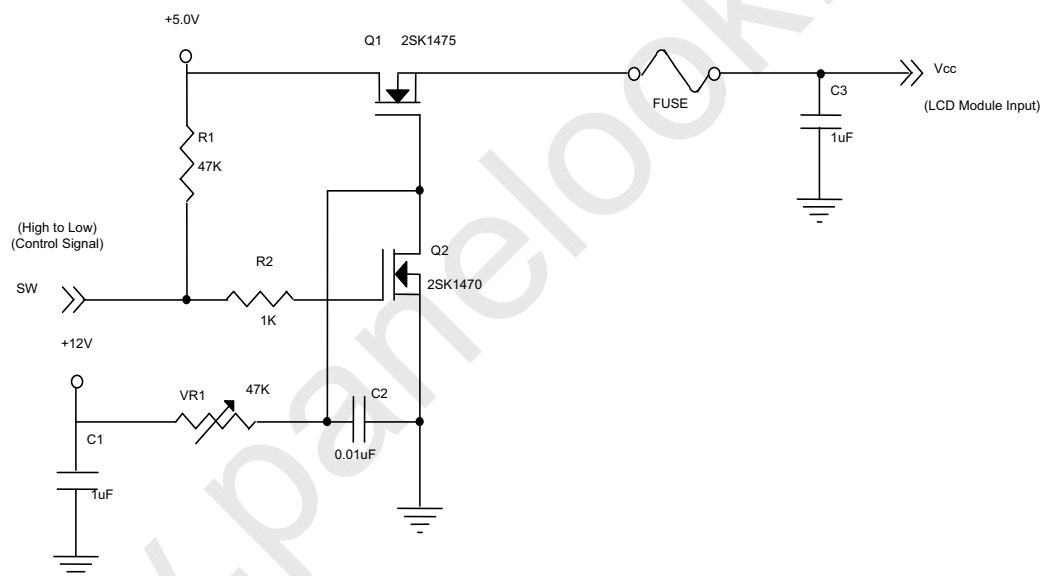 +5.0V
Q1 2SK1475
Vcc
FUSE
C3
(LCD Module Input)
1uF
R1
47K
(High to Low)
(Control Signal)
Q2
R2
SW
2SK1470
1K
+12V
VR1
47K
C2
C1
0.01uF
1uF
.panelook.